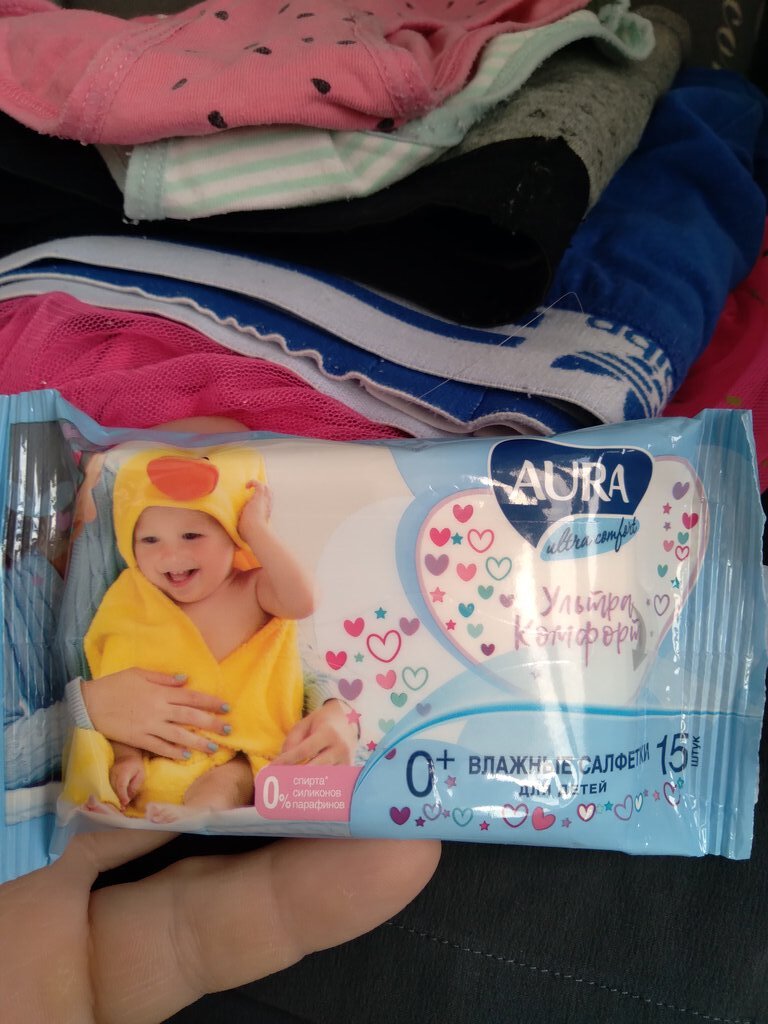 AURA
ultra comfort
Ультра
Комфорт
0+ ВЛАЖНЫЕ САЛФЕТКИ 15 штук
ДЛЯ ДЕТЕЙ
0% спирта*
силиконов
парафинов